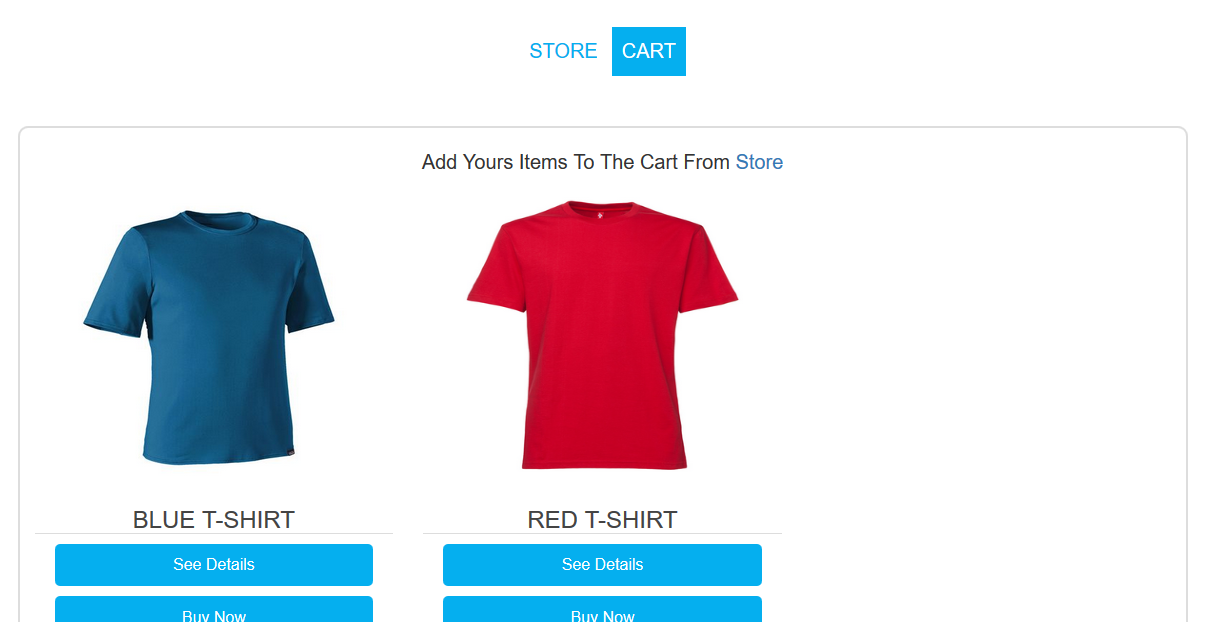 STORE CART
Add Yours Items To The Cart From Store
BLUE T-SHIRT
RED T-SHIRT
See Details
See Details
Buy Now
Buy Now